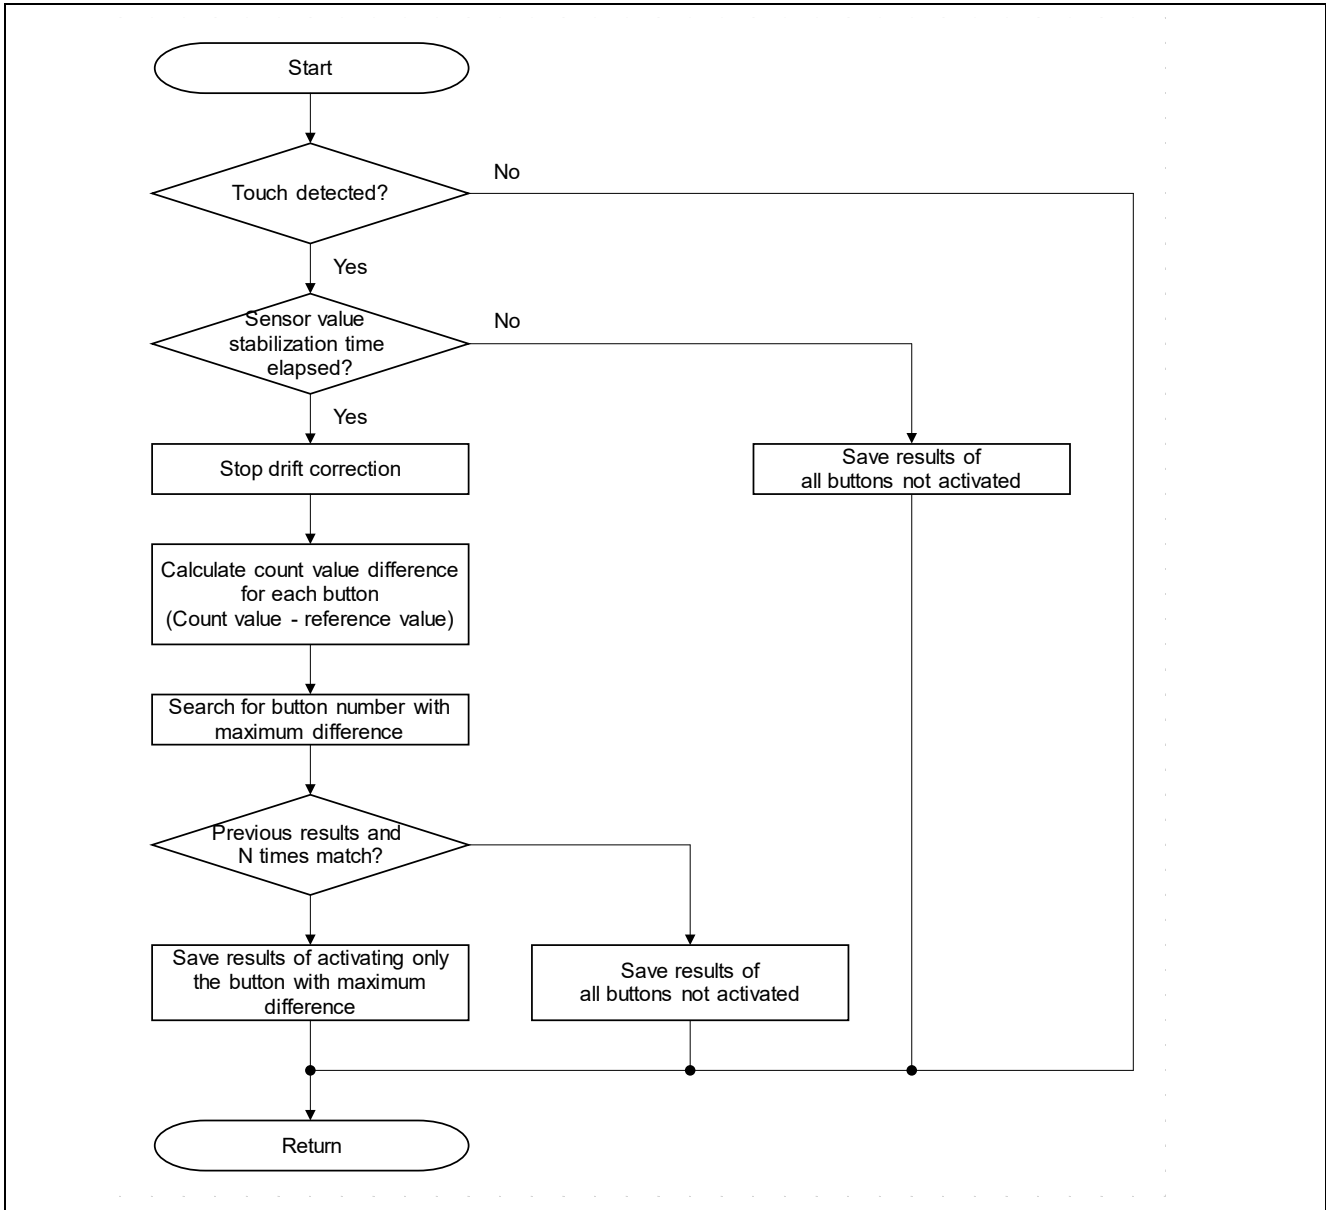 Start
Touch detected?
No
Yes
Sensor value
stabilization time
elapsed?
No
Yes
Stop drift correction
Save results of
all buttons not activated
Calculate count value difference
for each button
(Count value - reference value)
Search for button number with
maximum difference
Previous results and
N times match?
Save results of activating only
the button with maximum
difference
Save results of
all buttons not activated
Return